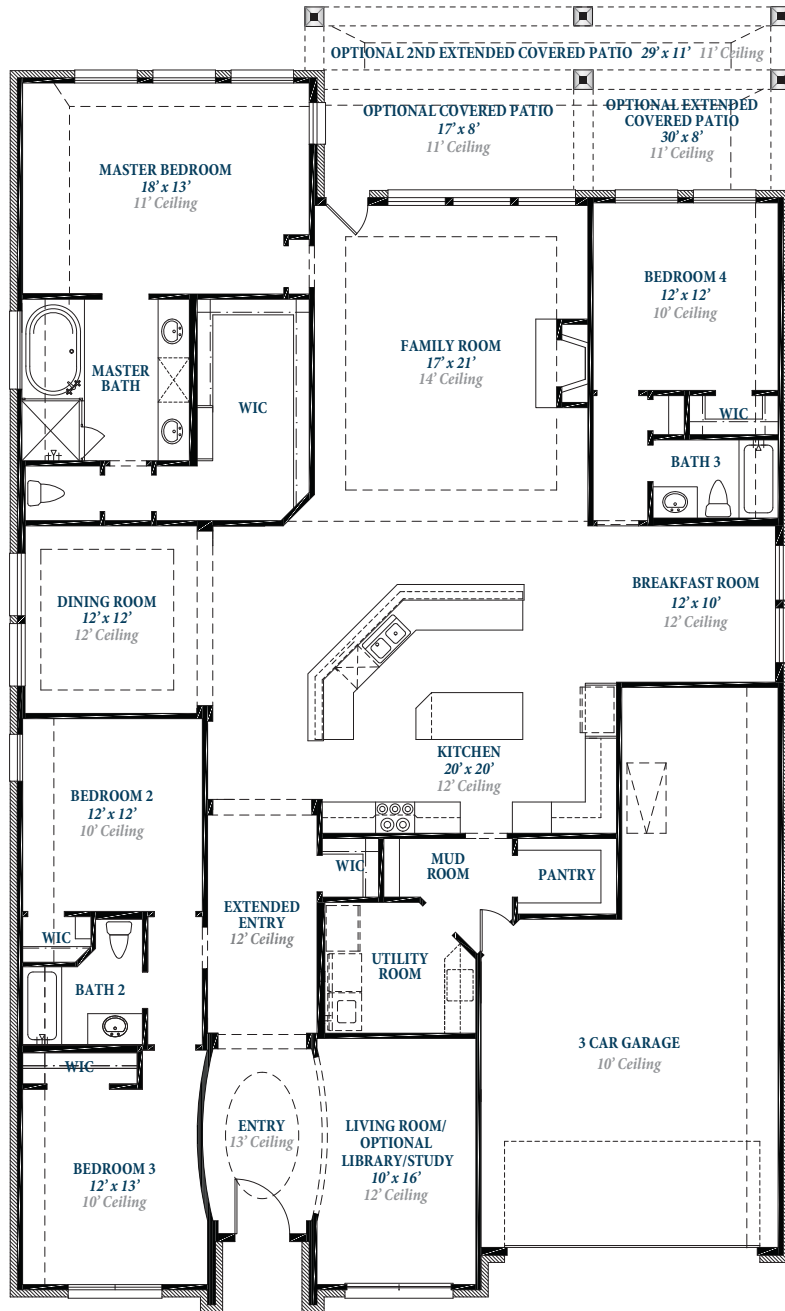 OPTIONAL 2ND EXTENDED COVERED PATIO 29' x 11' 11' Ceiling
OPTIONAL COVERED PATIO
17' x 8'
11' Ceiling
OPTIONAL EXTENDED
COVERED PATIO
30' x 8'
11' Ceiling
MASTER BEDROOM
18' x 13'
11' Ceiling
BEDROOM 4
12' x 12'
10' Ceiling
FAMILY ROOM
17' x 21'
14' Ceiling
MASTER
BATH
WIC
WIC
BATH 3
DINING ROOM
12' x 12'
12' Ceiling
BREAKFAST ROOM
12' x 10'
12' Ceiling
KITCHEN
20' x 20'
12' Ceiling
BEDROOM 2
12' x 12'
10' Ceiling
WIC
MUD
ROOM
PANTRY
EXTENDED
ENTRY
12' Ceiling
WIC
UTILITY
ROOM
BATH 2
3 CAR GARAGE
10' Ceiling
WIC
ENTRY
13' Ceiling
LIVING ROOM/
OPTIONAL
LIBRARY/STUDY
10' x 16'
12' Ceiling
BEDROOM 3
12' x 13'
10' Ceiling